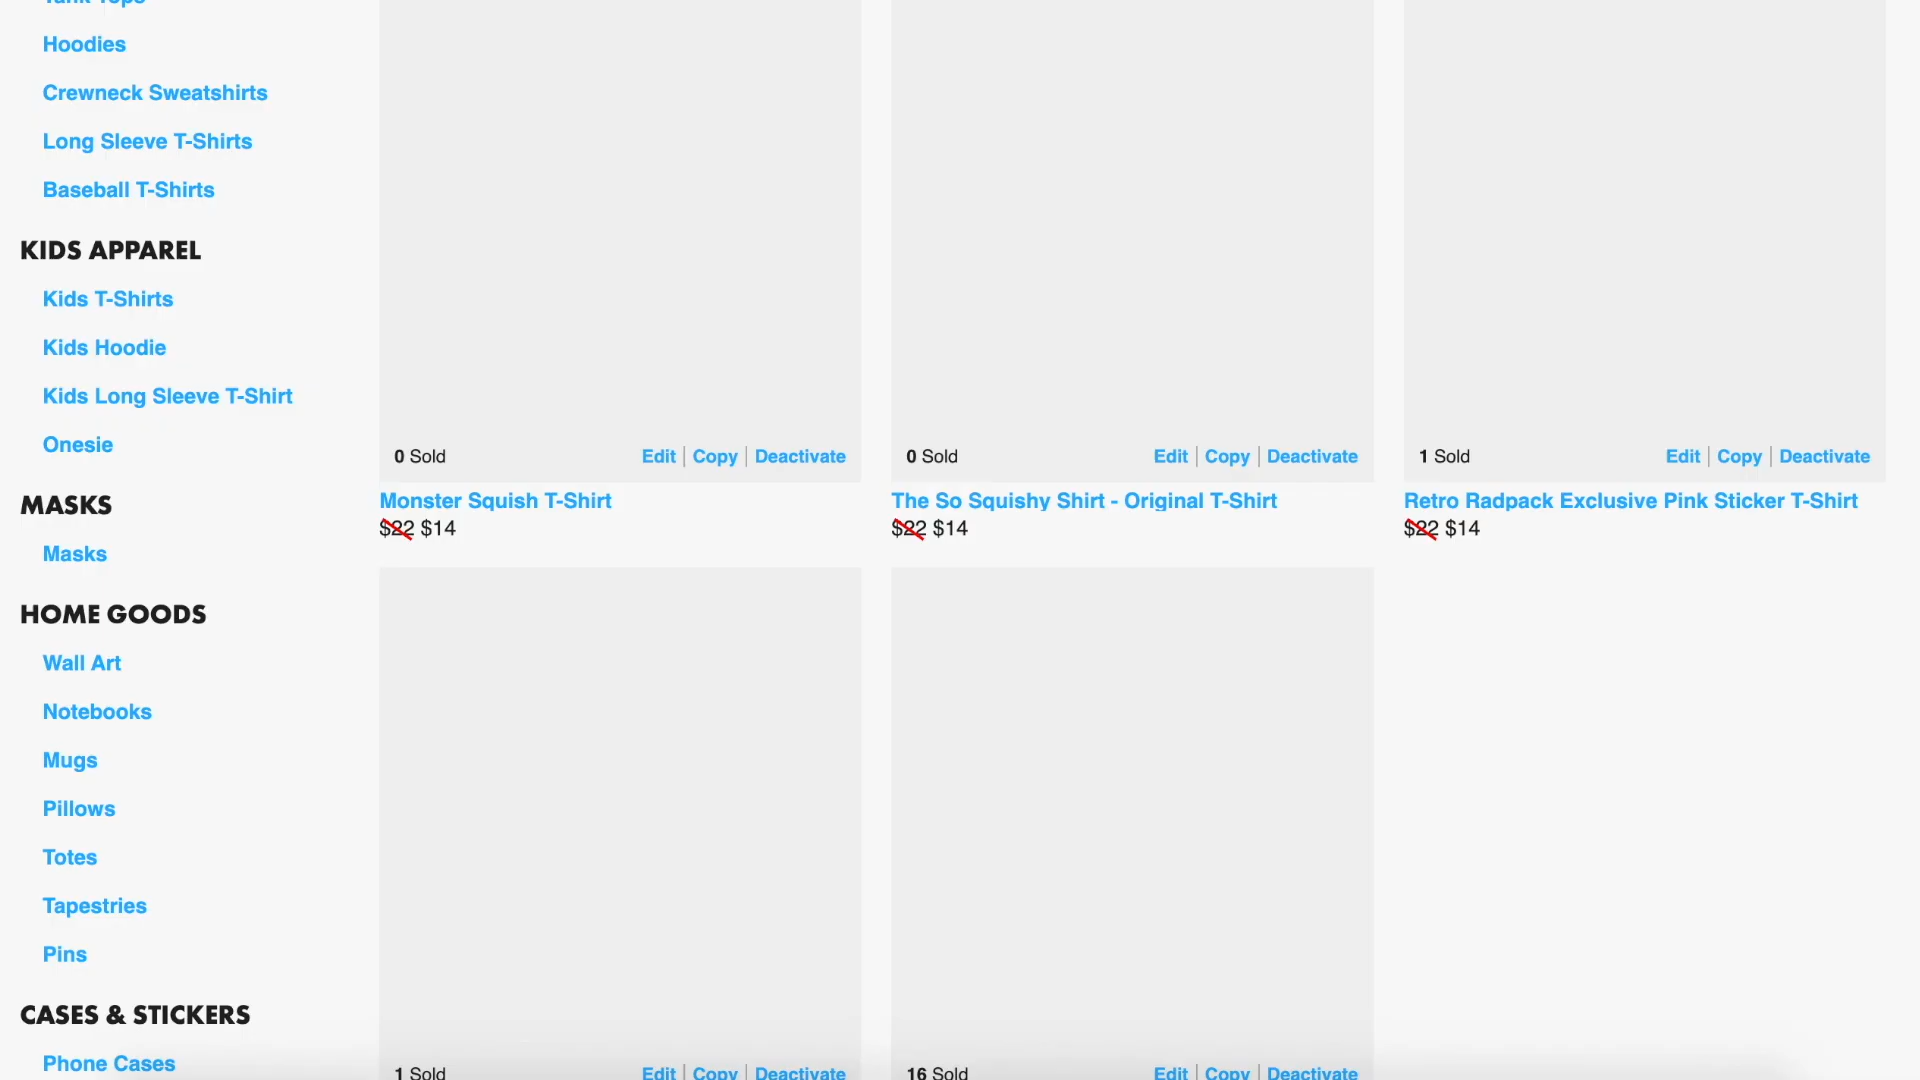 Tank Tops
Hoodies
Crewneck Sweatshirts
Long Sleeve T-Shirts
Baseball T-Shirts
KIDS APPAREL
Kids T-Shirts
Kids Hoodie
Kids Long Sleeve T-Shirt
Onesie
MASKS
Masks
HOME GOODS
Wall Art
Notebooks
Mugs
Pillows
Totes
Tapestries
Pins
CASES & STICKERS
Phone Cases
0 Sold Edit | Copy | Deactivate
Monster Squish T-Shirt
$22 $14
0 Sold Edit | Copy | Deactivate
The So Squishy Shirt - Original T-Shirt
$22 $14
1 Sold Edit | Copy | Deactivate
Retro Radpack Exclusive Pink Sticker T-Shirt
$22 $14
1 Sold Edit | Copy | Deactivate
16 Sold Edit | Copy | Deactivate